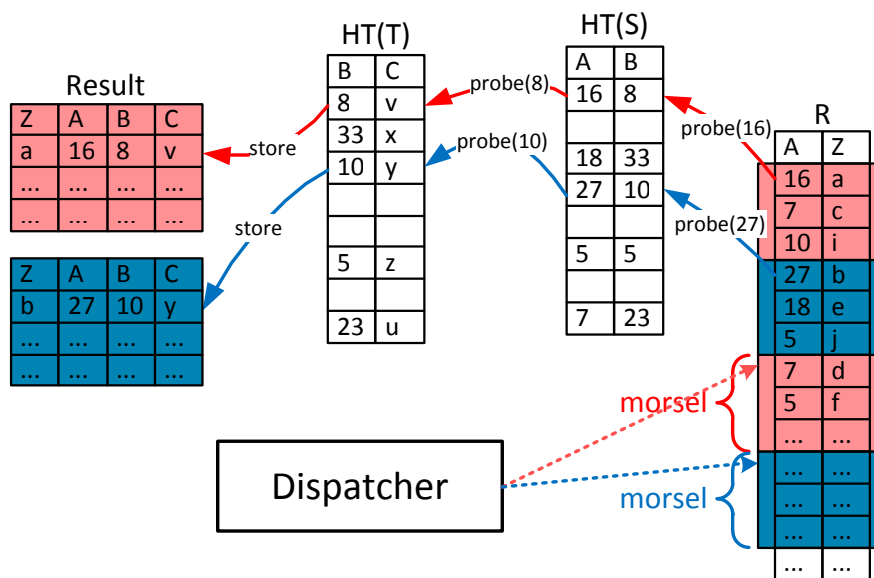 HT(T)
HT(S)
Result
R
Z A B C
a 16 8 v
... ... ... ...
... ... ... ...
Z A B C
b 27 10 y
... ... ... ...
... ... ... ...
store
store
B C
8 v
33 x
10 y
5 z
23 u
probe(8)
probe(10)
A B
16 8
18 33
27 10
5 5
7 23
probe(16)
probe(27)
A Z
16 a
7 c
10 i
27 b
18 e
5 j
7 d
5 f
... ...
... ...
... ...
... ...
... ...
morsel
morsel
Dispatcher